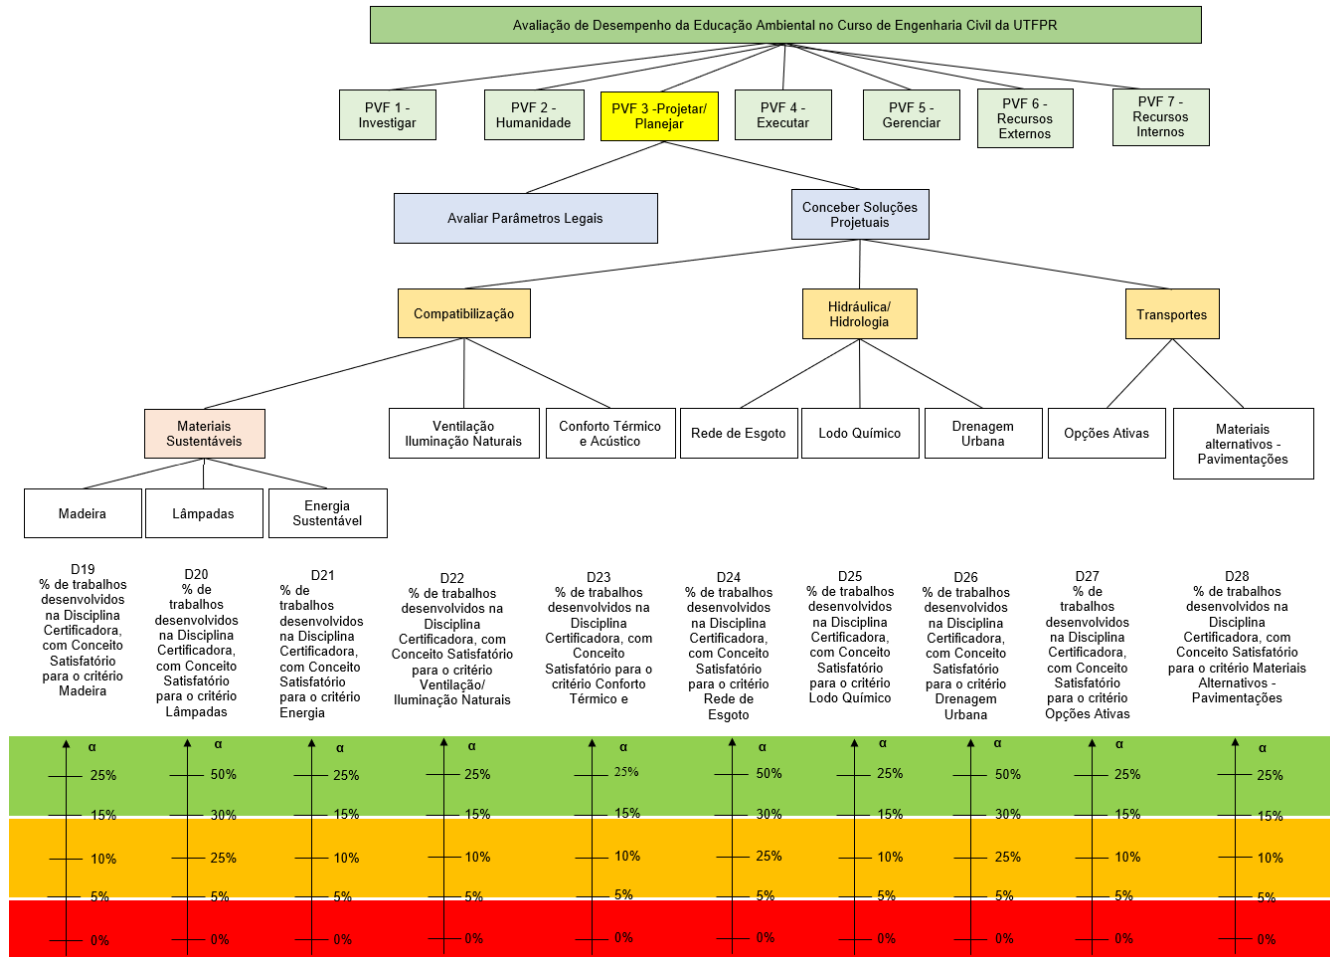 Avaliação de Desempenho da Educação Ambiental no Curso de Engenharia Civil da UTFPR
PVF 1 -
Investigar
PVF 2 -
Humanidade
PVF 3 -Projetar/
Planejar
PVF 4 -
Executar
PVF 5 -
Gerenciar
PVF 6 -
Recursos
Externos
PVF 7 -
Recursos
Internos
Avaliar Parâmetros Legais
Conceber Soluções
Projetuais
Compatibilização
Hidráulica/
Hidrologia
Transportes
Materiais
Sustentáveis
Ventilação
Iluminação Naturais
Conforto Térmico
e Acústico
Rede de Esgoto
Lodo Químico
Drenagem
Urbana
Opções Ativas
Materiais
alternativos -
Pavimentações
Madeira
Lâmpadas
Energia
Sustentável
D19
% de trabalhos
desenvolvidos
na Disciplina
Certificadora,
com Conceito
Satisfatório
para o critério
Madeira
D20
% de
trabalhos
desenvolvidos
na Disciplina
Certificadora,
com Conceito
Satisfatório
para o critério
Lâmpadas
D21
% de
trabalhos
desenvolvidos
na Disciplina
Certificadora,
com Conceito
Satisfatório
para o critério
Energia
D22
% de trabalhos
desenvolvidos na
Disciplina
Certificadora, com
Conceito Satisfatório
para o critério
Ventilação/
Iluminação Naturais
D23
% de trabalhos
desenvolvidos na
Disciplina
Certificadora, com
Conceito
Satisfatório para o
critério Conforto
Térmico e
D24
% de trabalhos
desenvolvidos
na Disciplina
Certificadora,
com Conceito
Satisfatório
para o critério
Rede de
Esgoto
D25
% de trabalhos
desenvolvidos
na Disciplina
Certificadora,
com Conceito
Satisfatório
para o critério
Lodo Químico
D26
% de trabalhos
desenvolvidos
na Disciplina
Certificadora,
com Conceito
Satisfatório
para o critério
Drenagem
Urbana
D27
% de
trabalhos
desenvolvidos
na Disciplina
Certificadora,
com Conceito
Satisfatório
para o critério
Opções Ativas
D28
% de trabalhos
desenvolvidos na
Disciplina
Certificadora, com
Conceito Satisfatório
para o critério Materiais
Alternativos -
Pavimentações
α α α α α α α α α α
25% 50% 25% 25% 25% 50% 25% 50% 25% 25%
15% 30% 15% 15% 15% 30% 15% 30% 15% 15%
10% 25% 10% 10% 10% 25% 10% 25% 10% 10%
5% 5% 5% 5% 5% 5% 5% 5% 5% 5%
0% 0% 0% 0% 0% 0% 0% 0% 0% 0%